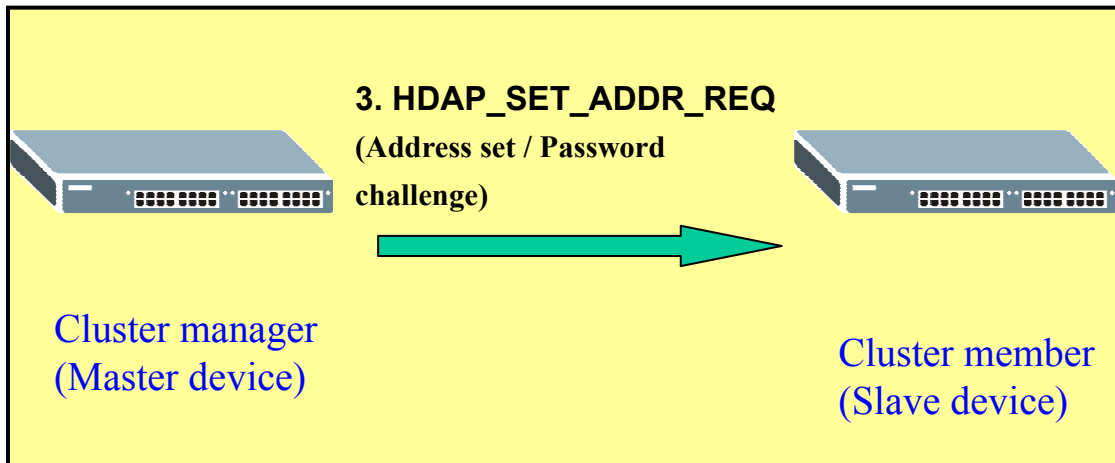 3. HDAP_SET_ADDR_REQ
(Address set / Password
challenge)
Cluster manager
(Master device)
Cluster member
(Slave device)